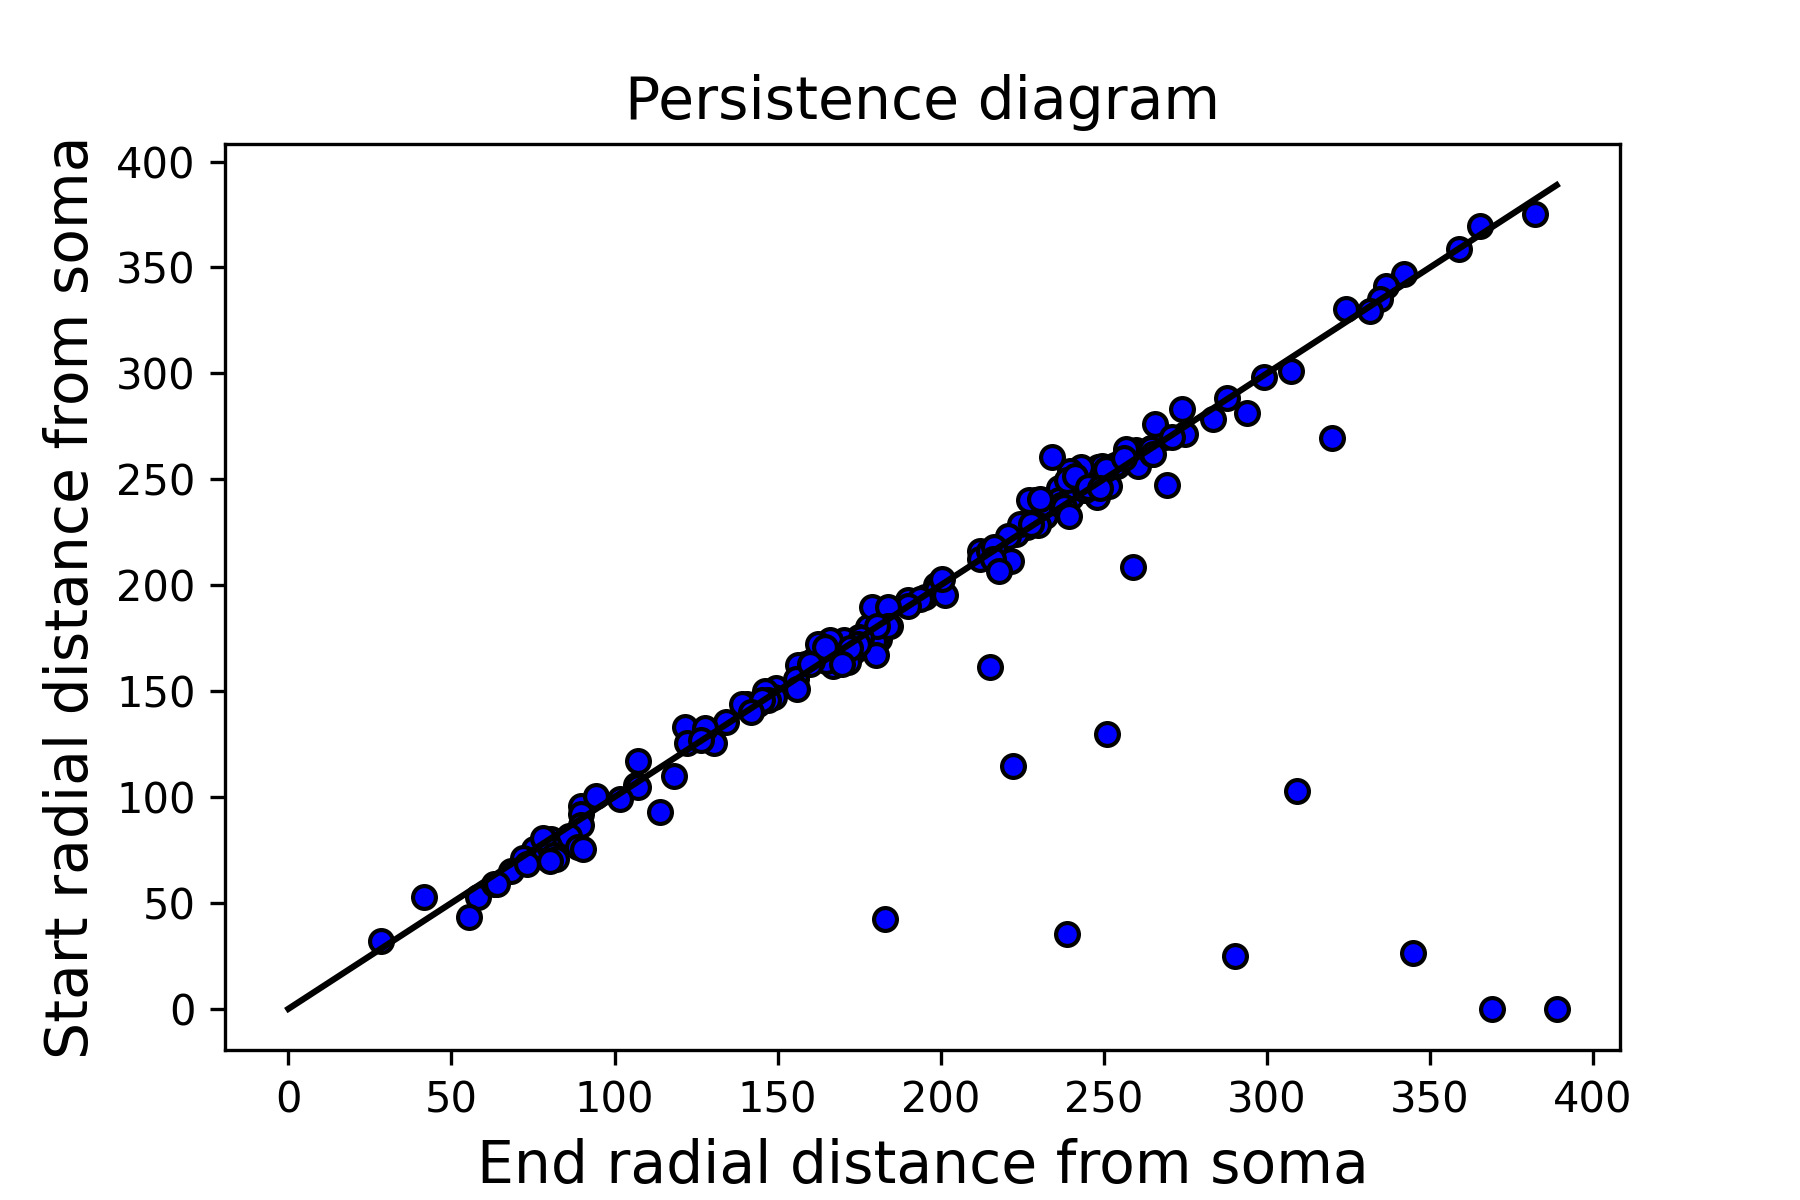 Persistence diagram
Start radial distance from soma
400
350
300
250
200
150
100
50
0
0 50 100 150 200 250 300 350 400
End radial distance from soma